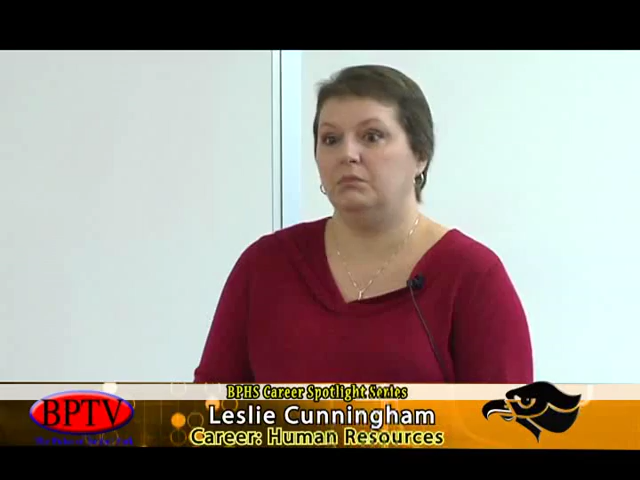 BPHS Career Spotlight Series
BPTV
Leslie Cunningham
Career: Human Resources